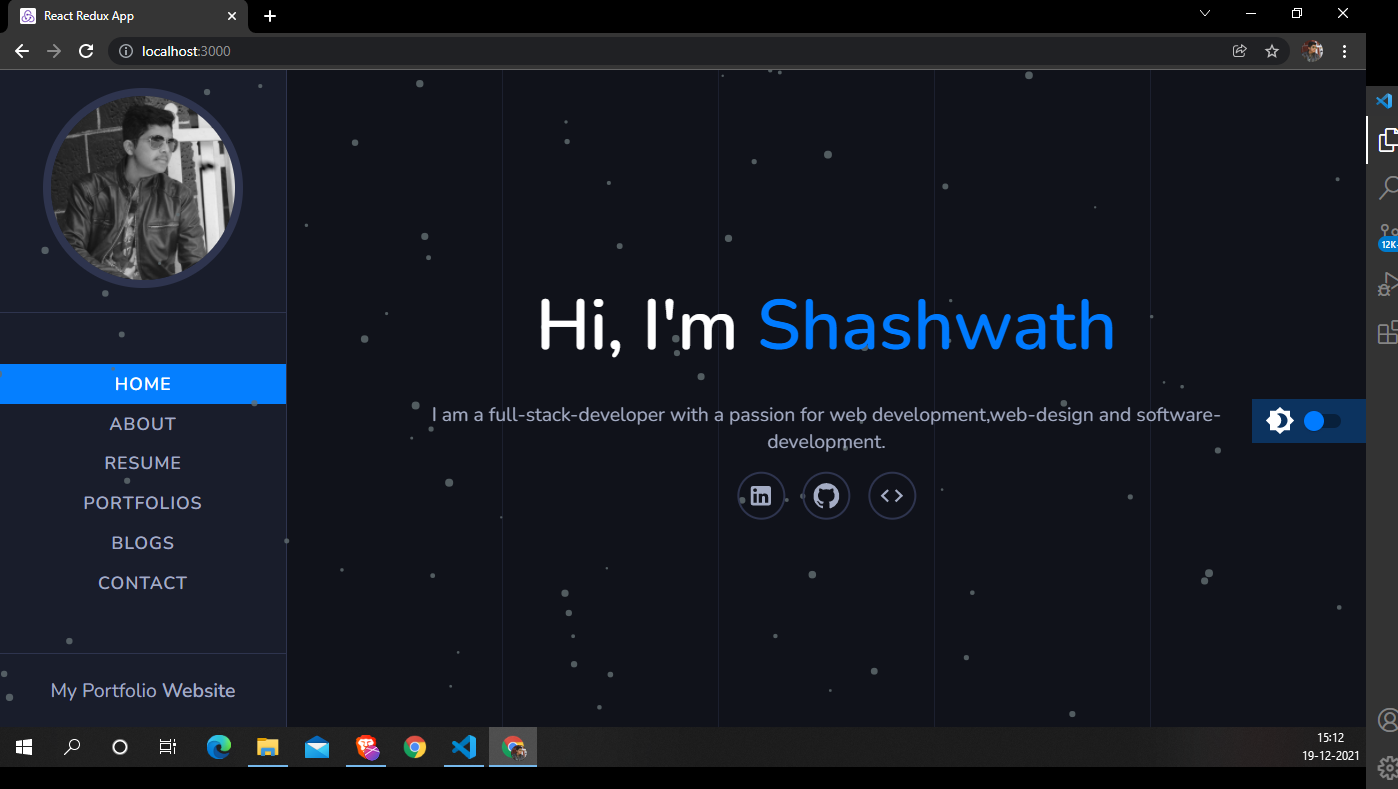 React Redux App
localhost:3000
HOME
ABOUT
RESUME
PORTFOLIOS
BLOGS
CONTACT
My Portfolio Website
Hi, I'm Shashwath
I am a full-stack-developer with a passion for web development,web-design and software-
development.
12K
15:12
19-12-2021